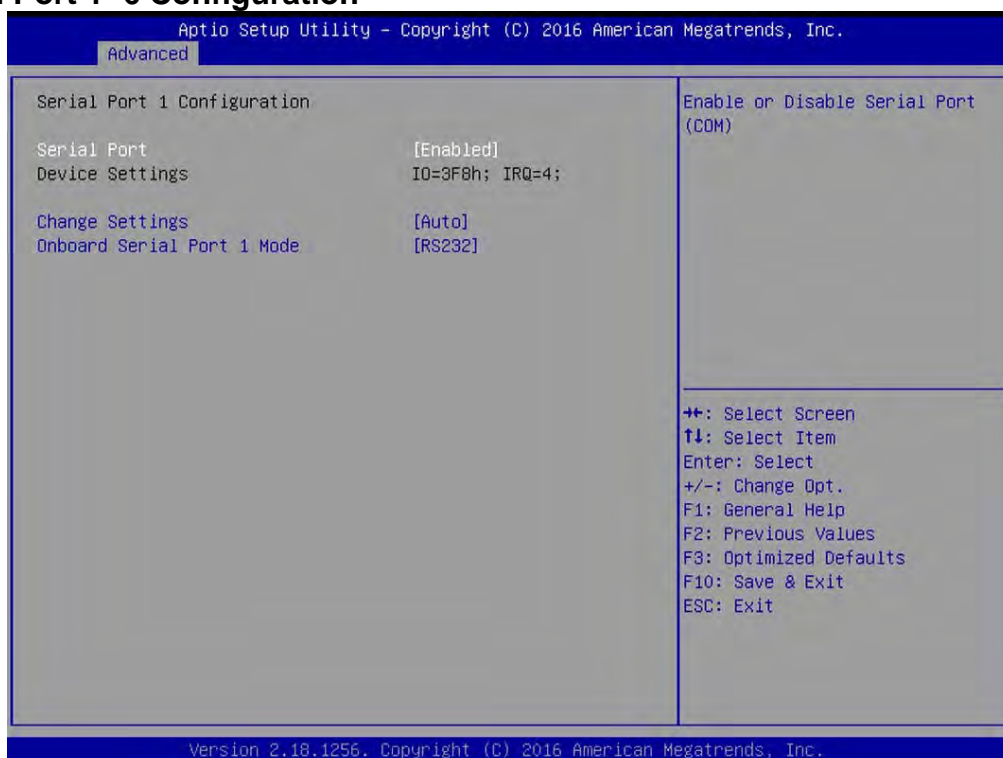 Port 1~6 Configuration
Aptio Setup Utility – Copyright (C) 2016 American Megatrends, Inc.
Advanced
Serial Port 1 Configuration
Serial Port [Enabled]
Device Settings IO=3F8h; IRQ=4;
Change Settings [Auto]
Onboard Serial Port 1 Mode [RS232]
Enable or Disable Serial Port
(COM)
→←: Select Screen
↑↓: Select Item
Enter: Select
+/-: Change Opt.
F1: General Help
F2: Previous Values
F3: Optimized Defaults
F10: Save & Exit
ESC: Exit
Version 2.18.1256. Copyright (C) 2016 American Megatrends, Inc.